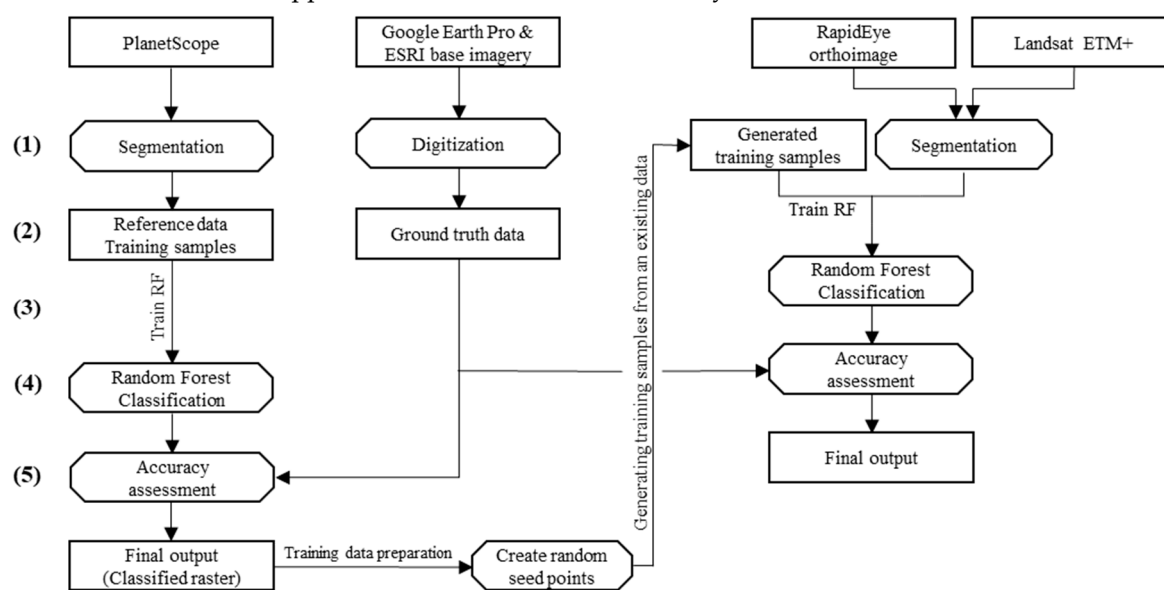 PlanetScope
Google Earth Pro &
ESRI base imagery
RapidEye
orthoimage
Landsat ETM+
(1)
Segmentation
Digitization
Generated
training samples
Segmentation
Train RF
(2)
Reference data
Training samples
Ground truth data
(3)
Train RF
Random Forest
Classification
Generating training samples from an existing data
(4)
Random Forest
Classification
Accuracy
assessment
(5)
Accuracy
assessment
Final output
Final output
(Classified raster)
Training data preparation
Create random
seed points